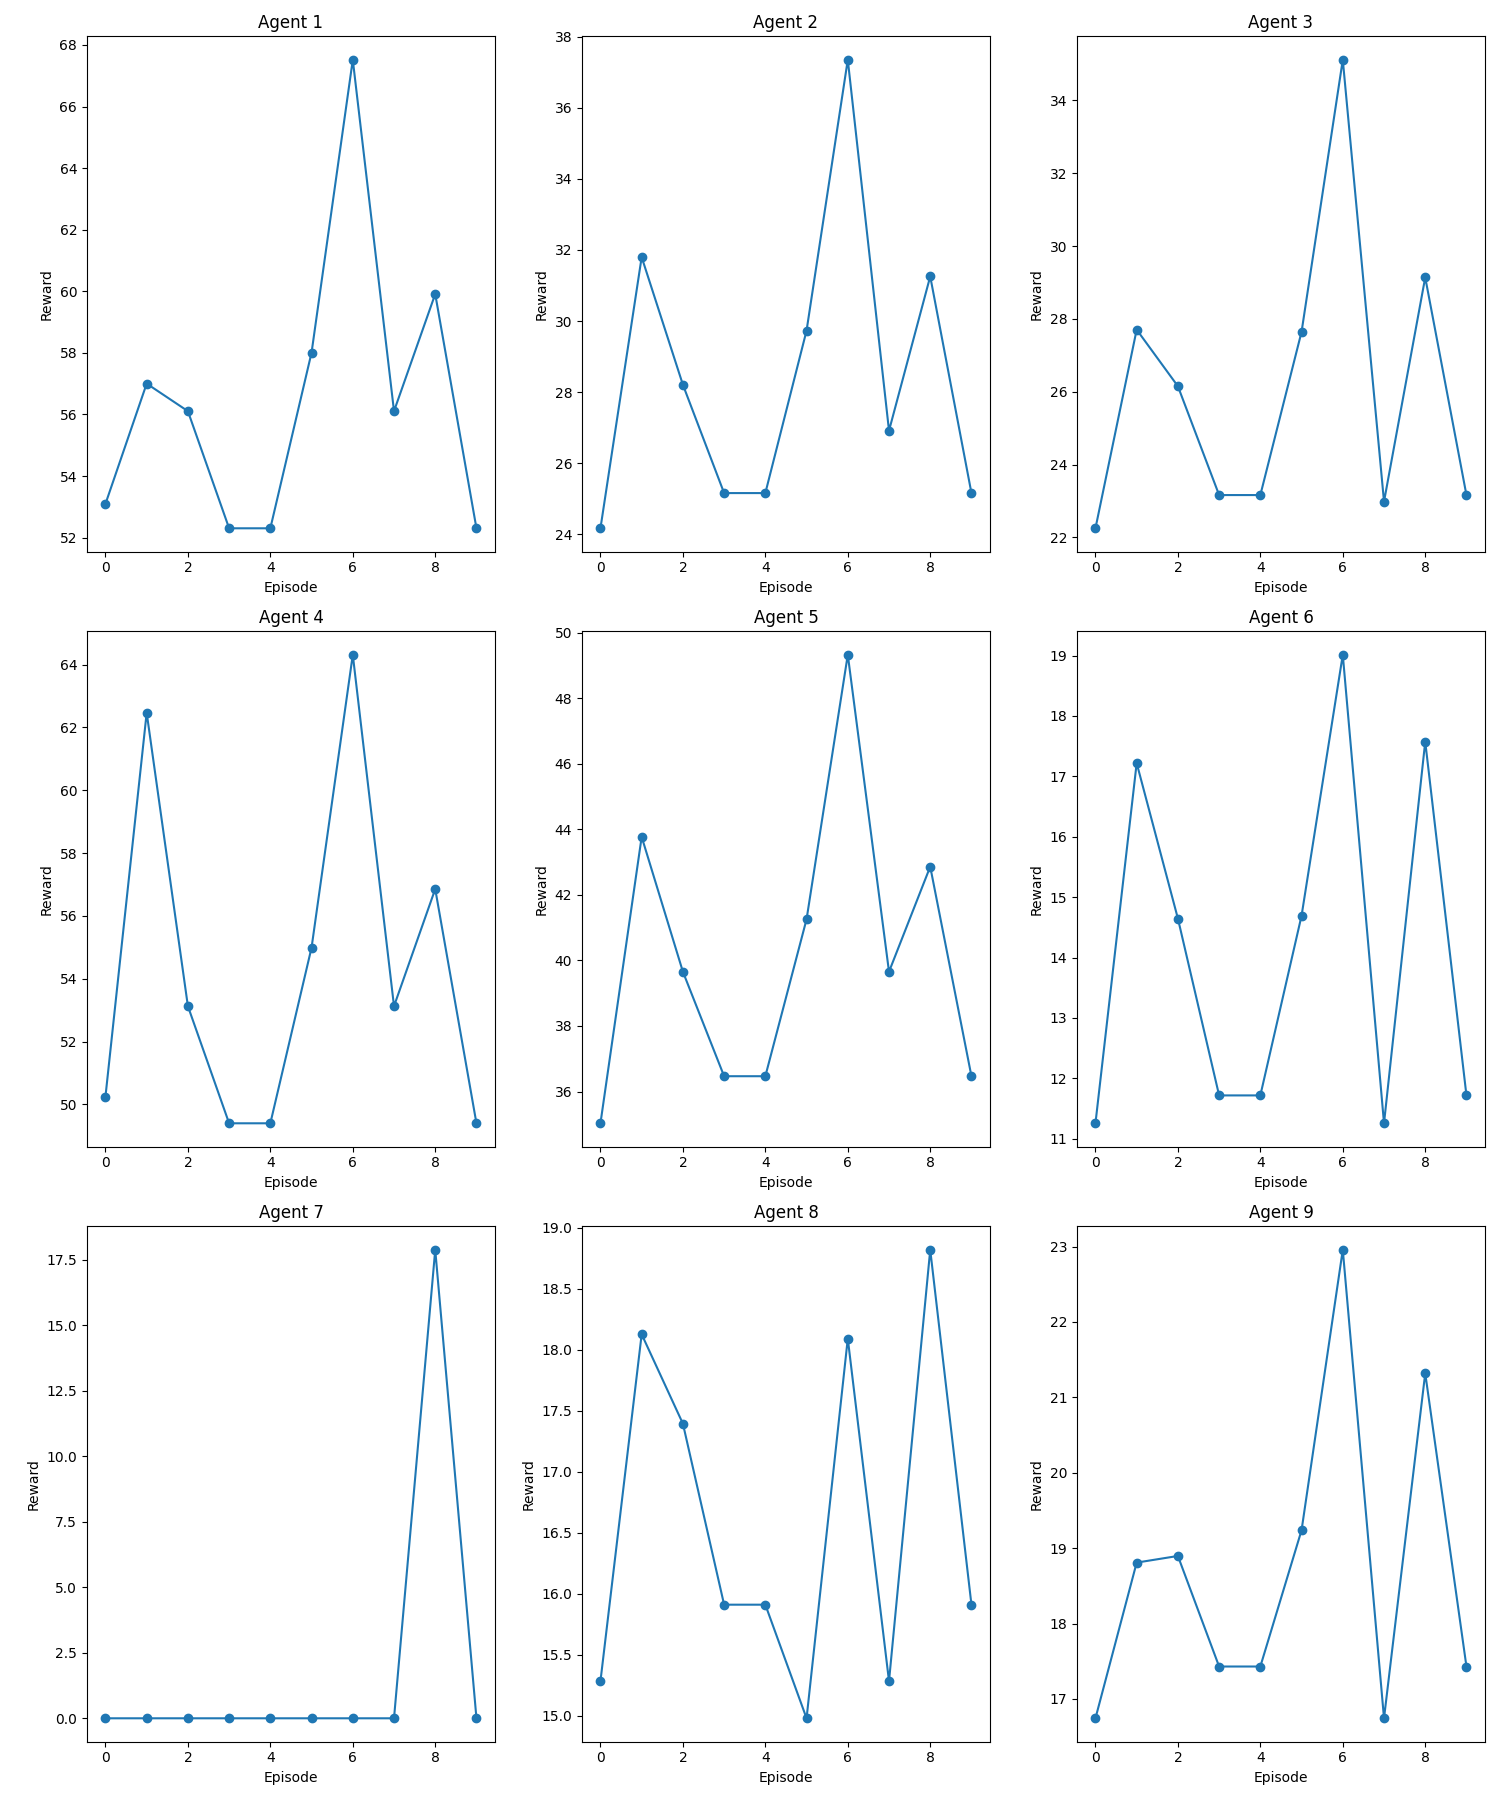 Agent 1
68
66
64
62
60
58
56
54
52
Reward
0 2 4 6 8
Episode
Agent 2
38
36
34
32
30
28
26
24
Reward
0 2 4 6 8
Episode
Agent 3
34
32
30
28
26
24
22
Reward
0 2 4 6 8
Episode
Agent 4
64
62
60
58
56
54
52
50
Reward
0 2 4 6 8
Episode
Agent 5
50
48
46
44
42
40
38
36
Reward
0 2 4 6 8
Episode
Agent 6
19
18
17
16
15
14
13
12
11
Reward
0 2 4 6 8
Episode
Agent 7
17.5
15.0
12.5
10.0
7.5
5.0
2.5
0.0
Reward
0 2 4 6 8
Episode
Agent 8
19.0
18.5
18.0
17.5
17.0
16.5
16.0
15.5
15.0
Reward
0 2 4 6 8
Episode
Agent 9
23
22
21
20
19
18
17
Reward
0 2 4 6 8
Episode